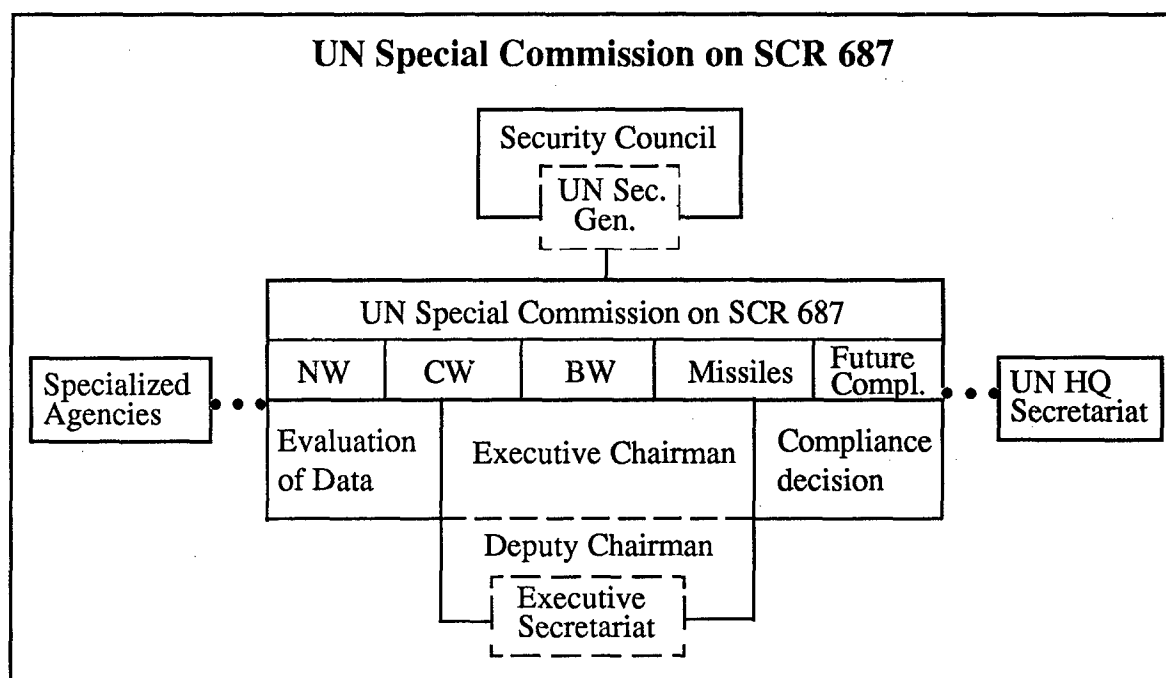 UN Special Commission on SCR 687
Security Council
UN Sec.
Gen.
UN Special Commission on SCR 687
NW
CW
BW
Missiles
Future
Compl.
Specialized
Agencies
UN HQ
Secretariat
Evaluation
of Data
Executive Chairman
Compliance
decision
Deputy Chairman
Executive
Secretariat